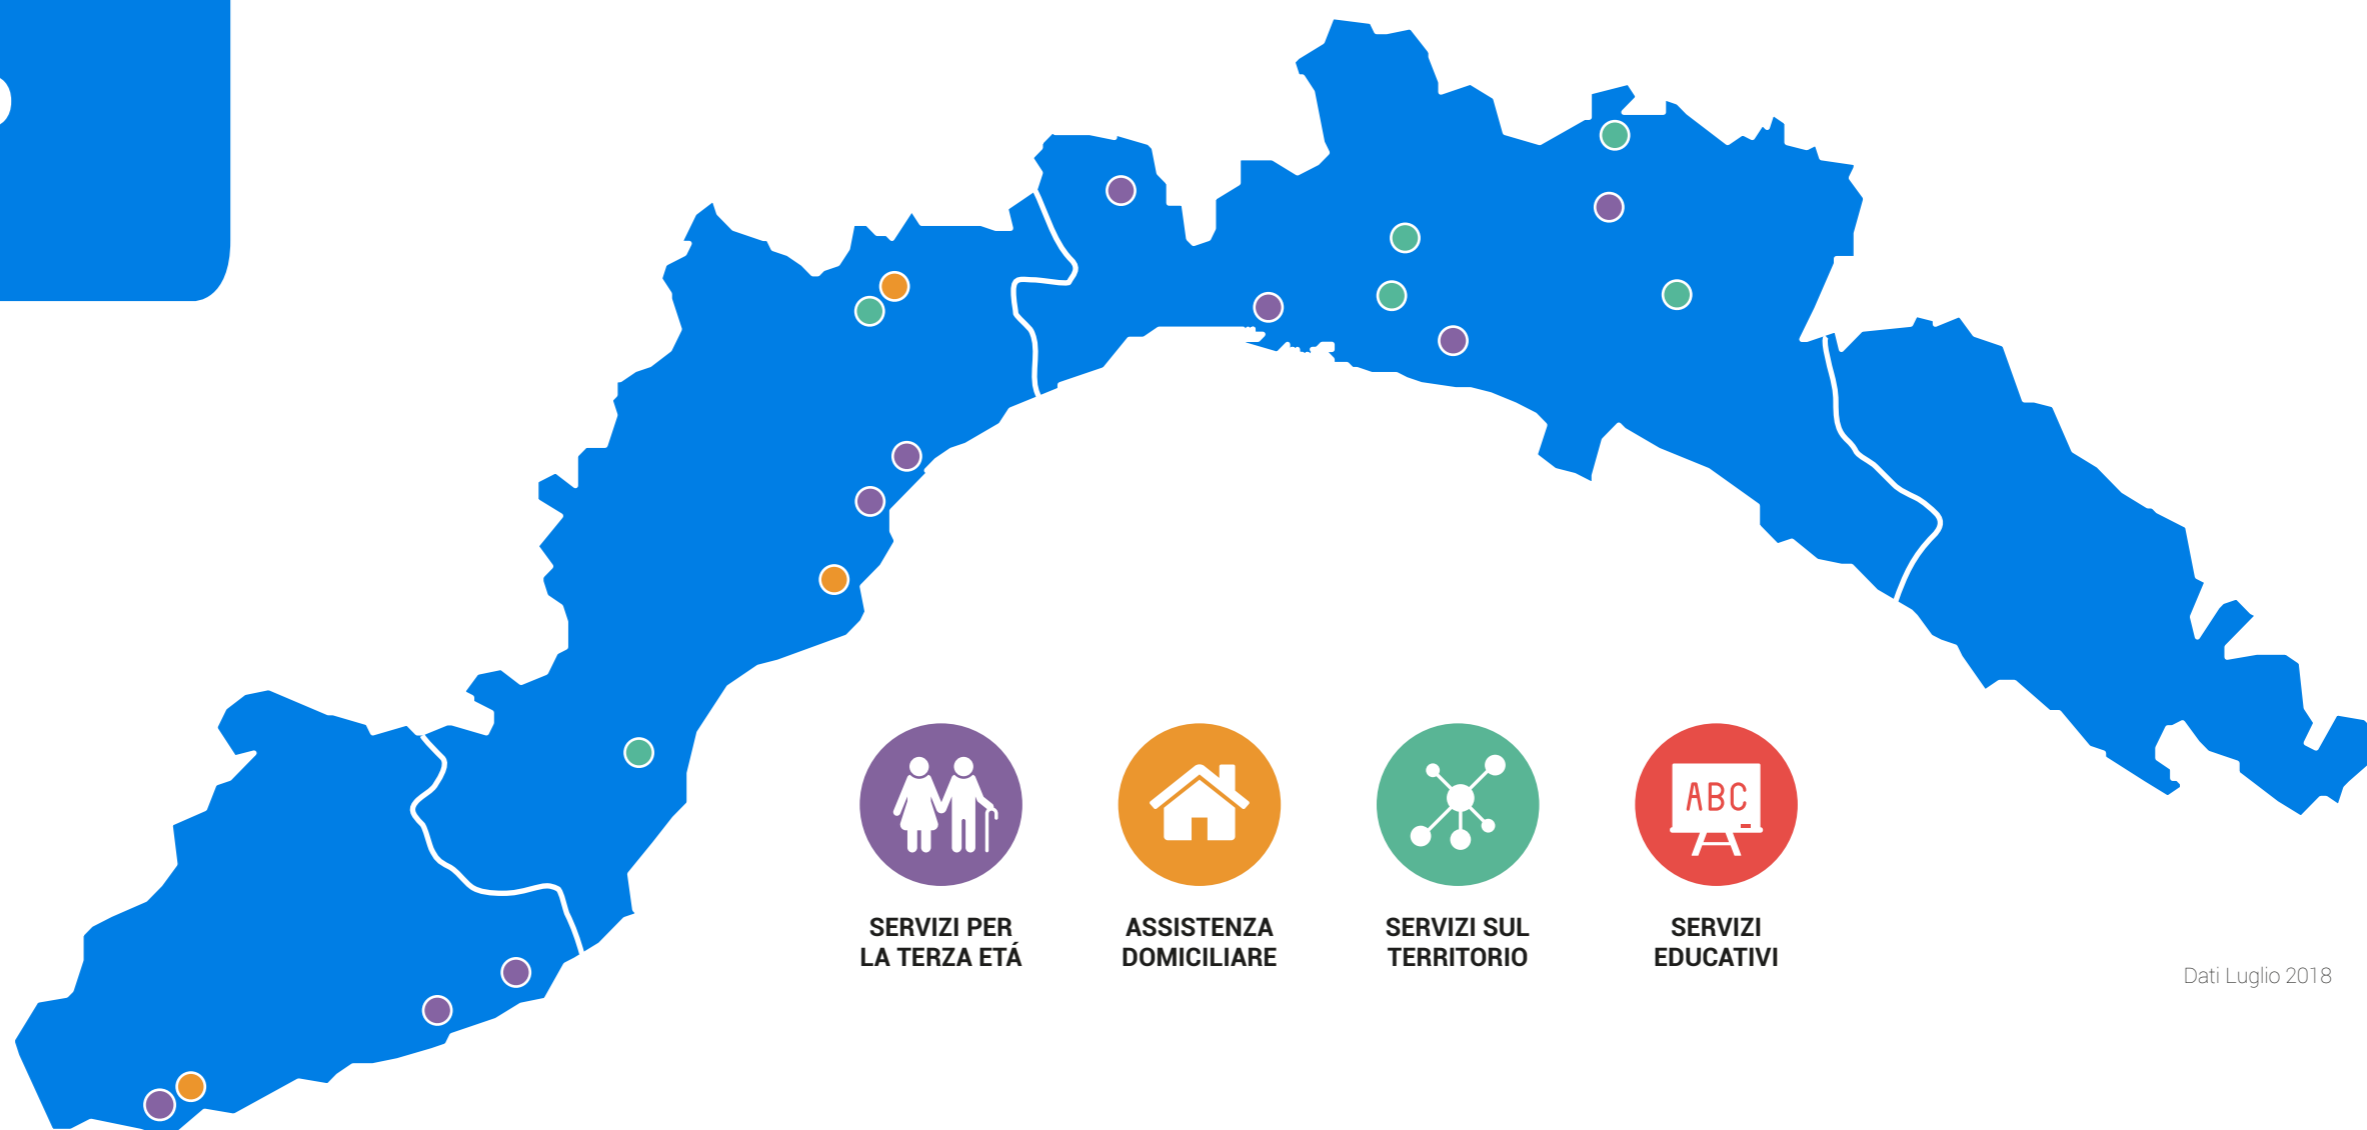 ABC
SERVIZI PER
LA TERZA ETÁ
ASSISTENZA
DOMICILIARE
SERVIZI SUL
TERRITORIO
SERVIZI
EDUCATIVI
Dati Luglio 2018